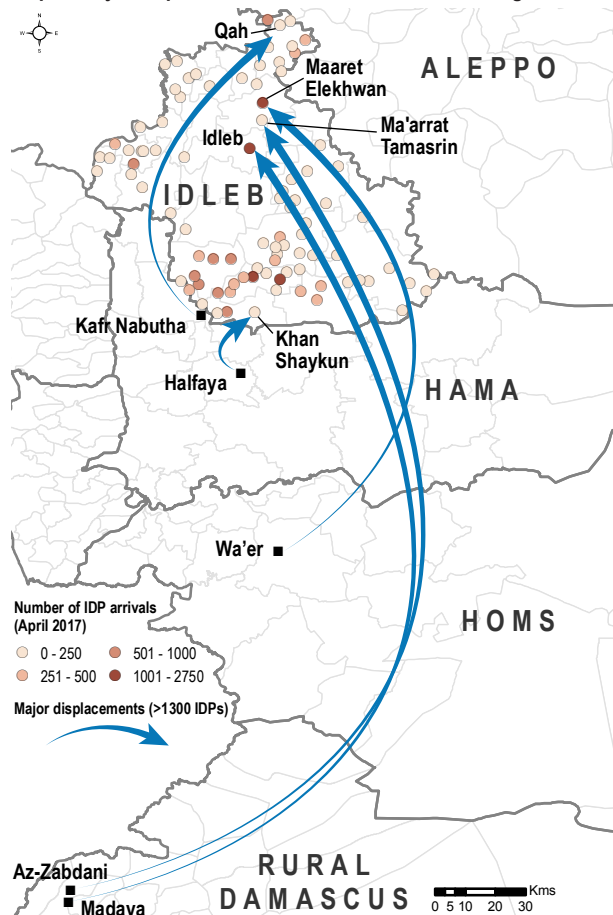 N
W
E
S
Qah
ALEPPO
Maaret
Elekhwan
Ma'arrat
Tamasrin
Idleb
IDLEB
Kafr Nabutha
Khan
Shaykun
Halfaya
HAMA
Wa'er
HOMS
Number of IDP arrivals
(April 2017)
0 - 250
501 - 1000
251 - 500
1001 - 2750
Major displacements (>1300 IDPs)
Az-Zabdani
Madaya
RURAL
DAMASCUS
0 5 10 20 30 Kms